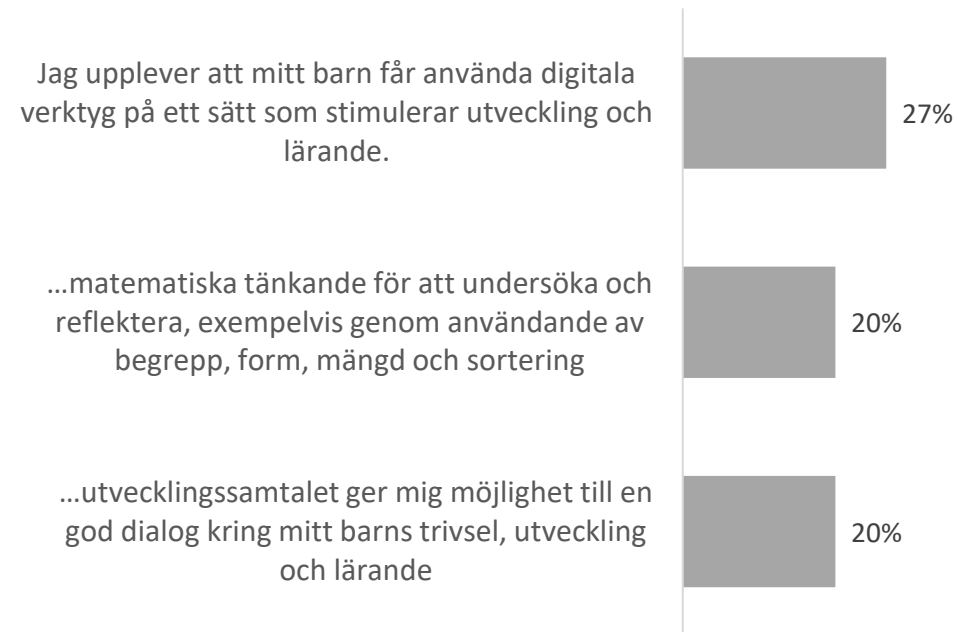 Jag upplever att mitt barn får använda digitala
verktyg på ett sätt som stimulerar utveckling och
lärande.
27%
…matematiska tänkande för att undersöka och
reflektera, exempelvis genom användande av
begrepp, form, mängd och sortering
20%
…utvecklingssamtalet ger mig möjlighet till en
god dialog kring mitt barns trivsel, utveckling
och lärande
20%